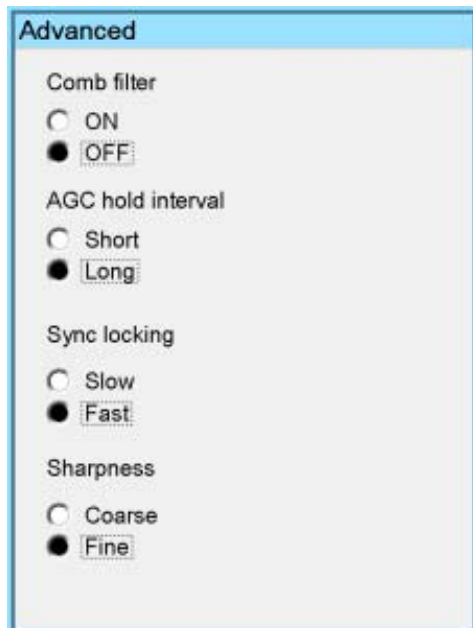 Advanced
Comb filter
ON
OFF
AGC hold interval
Short
Long
Sync locking
Slow
Fast
Sharpness
Coarse
Fine